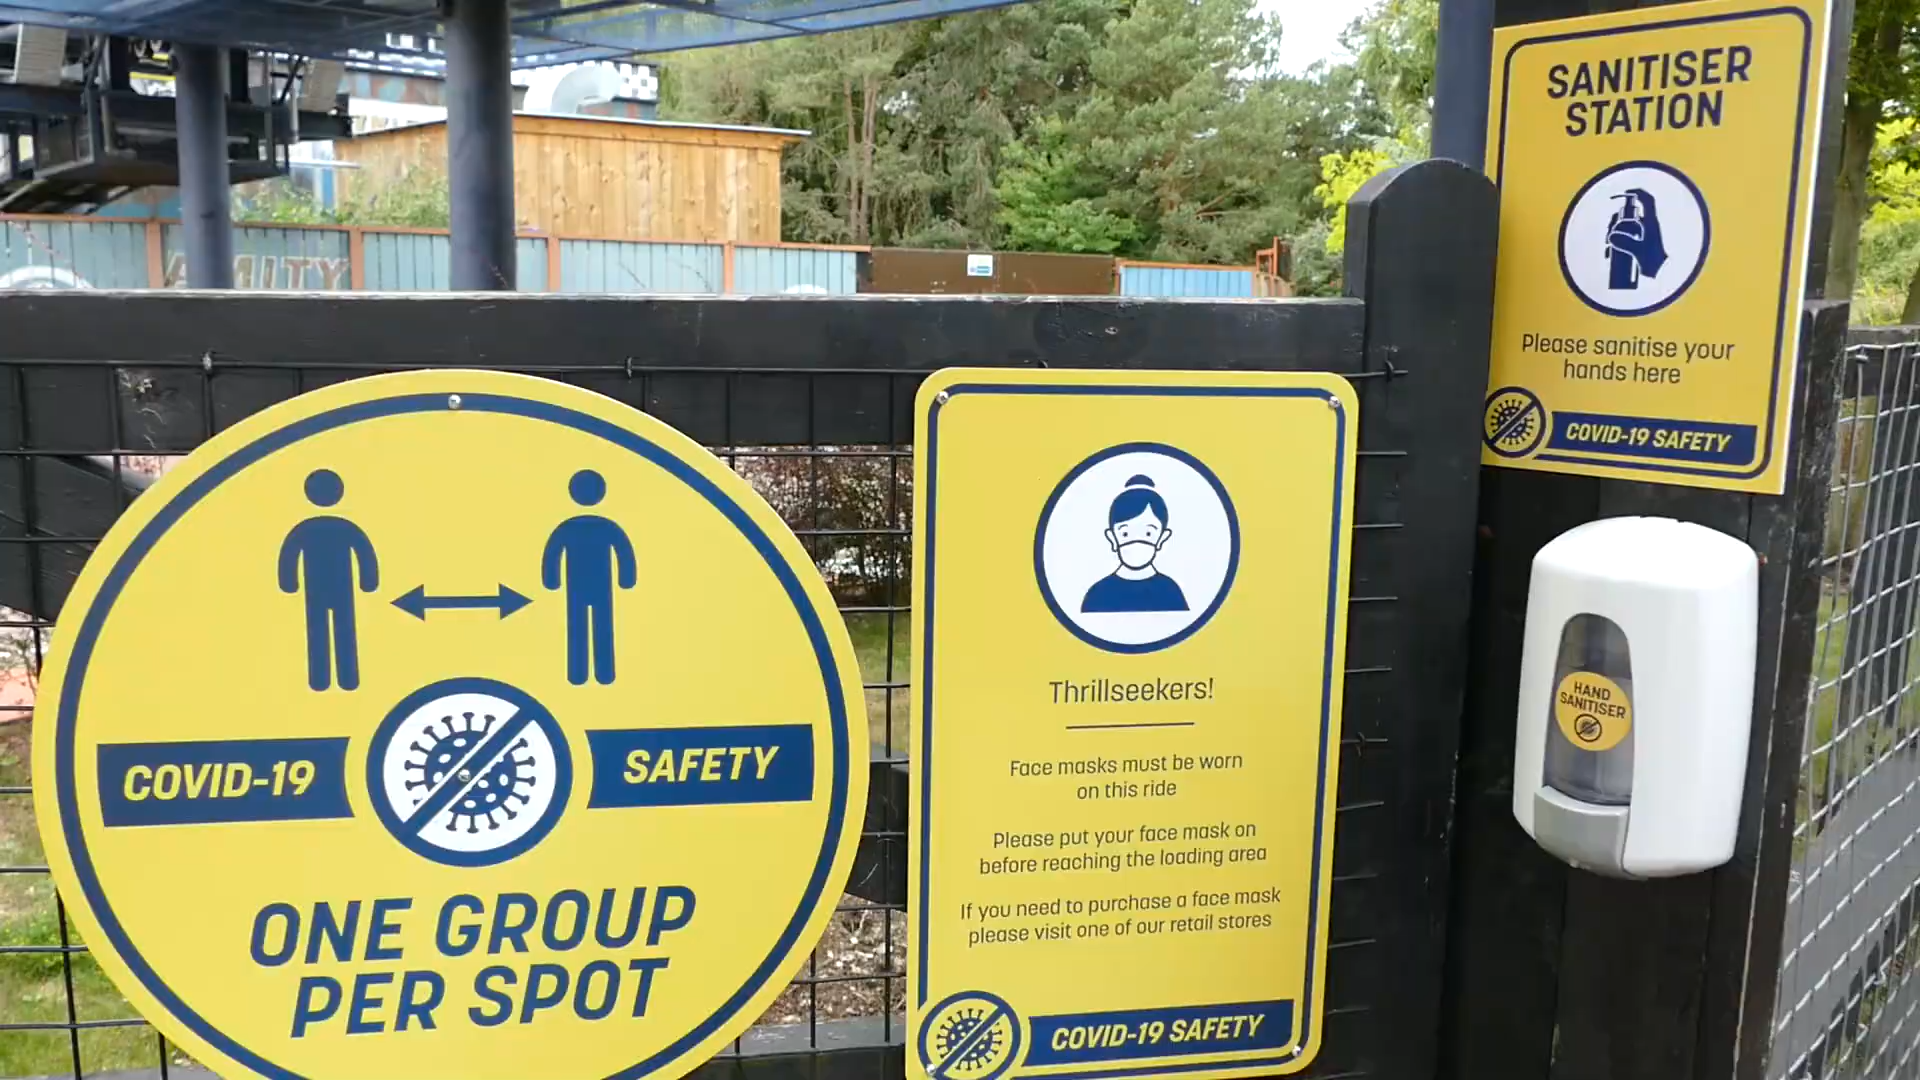 COVID-19 SAFETY
ONE GROUP
PER SPOT
Thrillseekers!
Face masks must be worn
on this ride
Please put your face mask on
before reaching the loading area
If you need to purchase a face mask
please visit one of our retail stores
COVID-19 SAFETY
SANITISER
STATION
Please sanitise your
hands here
COVID-19 SAFETY
HAND
SANITISER